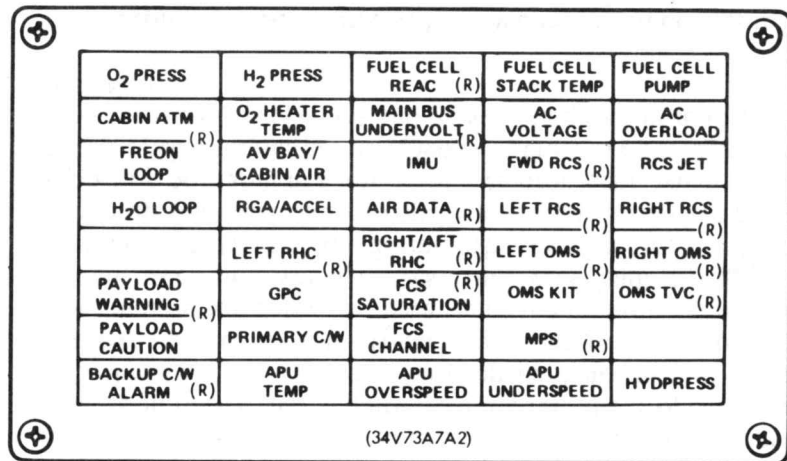 O2 PRESS H2 PRESS FUEL CELL REAC (R) FUEL CELL STACK TEMP FUEL CELL PUMP
CABIN ATM (R) O2 HEATER TEMP MAIN BUS UNDERVOLT (R) AC VOLTAGE AC OVERLOAD
FREON LOOP AV BAY/ CABIN AIR IMU FWD RCS (R) RCS JET
H2O LOOP RGA/ACCEL AIR DATA (R) LEFT RCS (R) RIGHT RCS (R)
LEFT RHC (R) RIGHT/AFT RHC (R) LEFT OMS (R) RIGHT OMS (R)
PAYLOAD WARNING (R) GPC FCS (R) SATURATION OMS KIT OMS TVC (R)
PAYLOAD CAUTION PRIMARY C/W FCS CHANNEL MPS (R)
BACKUP C/W ALARM (R) APU TEMP APU OVERSPEED APU UNDERSPEED HYDPRESS
(34V73A7A2)